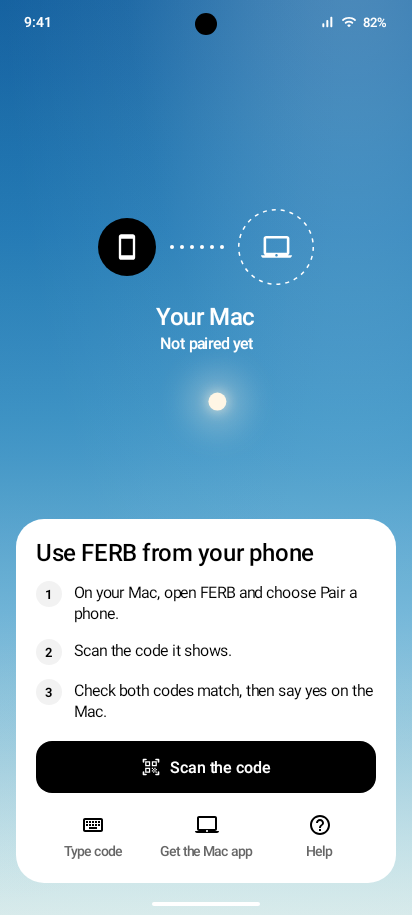 9:41
82%
Your Mac
Not paired yet
Use FERB from your phone
1 On your Mac, open FERB and choose Pair a
phone.
2 Scan the code it shows.
3 Check both codes match, then say yes on the
Mac.
Scan the code
Type code
Get the Mac app
Help